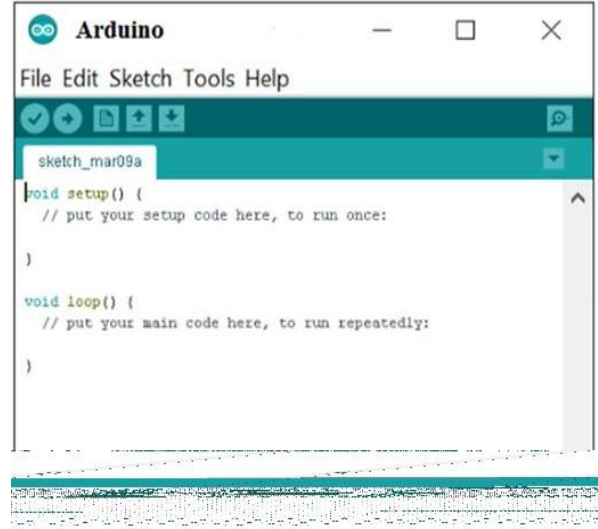 Arduino
File Edit Sketch Tools Help
sketch_mar09a
void setup() {
// put your setup code here, to run once:
}
void loop() {
// put your main code here, to run repeatedly:
}